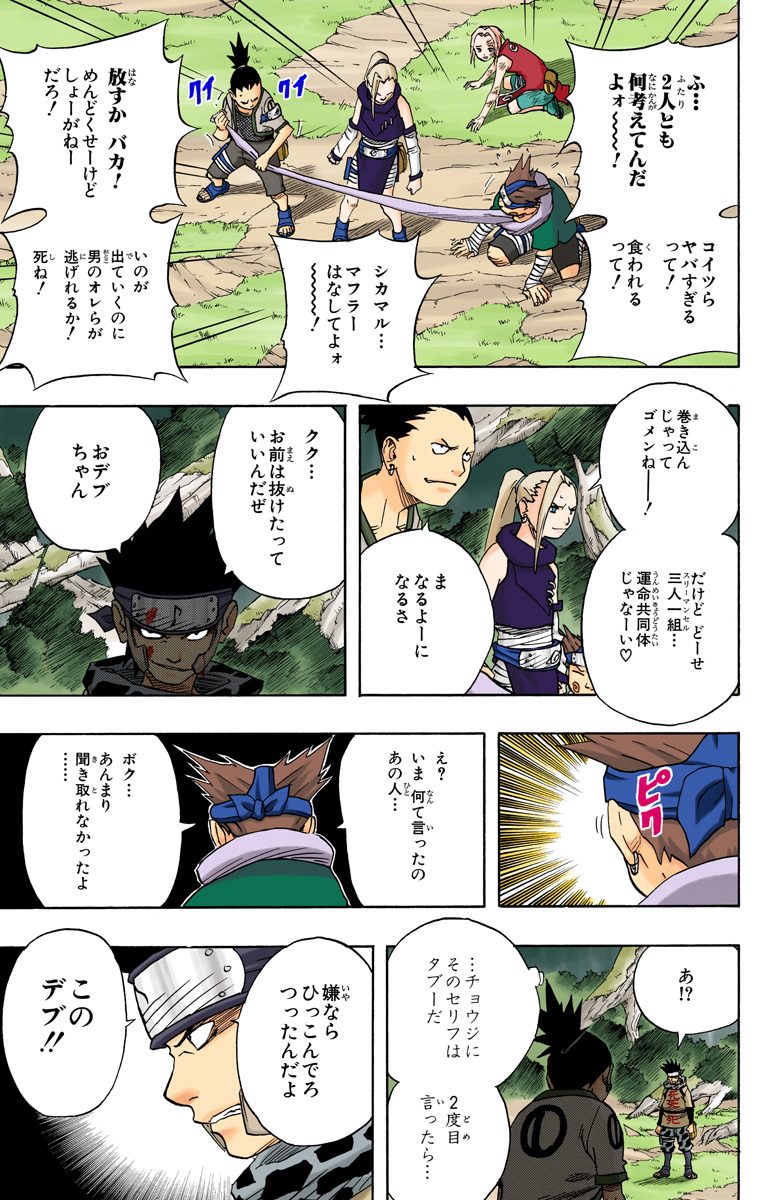 ふ…
2人とも
何考えてんだ
よォ～～～！
コイツら
ヤバすぎる
って！
食われる
って！
シカマル…
マフラー
はなしてよォ
～～～～！
クイ
クイ
放すか バカ！
めんどくせーけど
しょーがねー
だろ！
いのが
出ていくのに
男のオレらが
逃げれるか！
死ね！
巻き込ん
じゃって
ゴメンねー！
だけど どーせ
三人一組…
運命共同体
じゃなーい♡
ま
なるよーに
なるさ
クク…
お前は抜けたって
いいんだぜ
おデブ
ちゃん
ピク
え？
いま 何て言ったの
あの人…
ボク…
あんまり
聞き取れなかったよ
……
あ!?
死
死
死
…チョウジに
そのセリフは
タブーだ
2度目
言ったら…
嫌なら
ひっこんでろ
つったんだよ
この
デブ!!